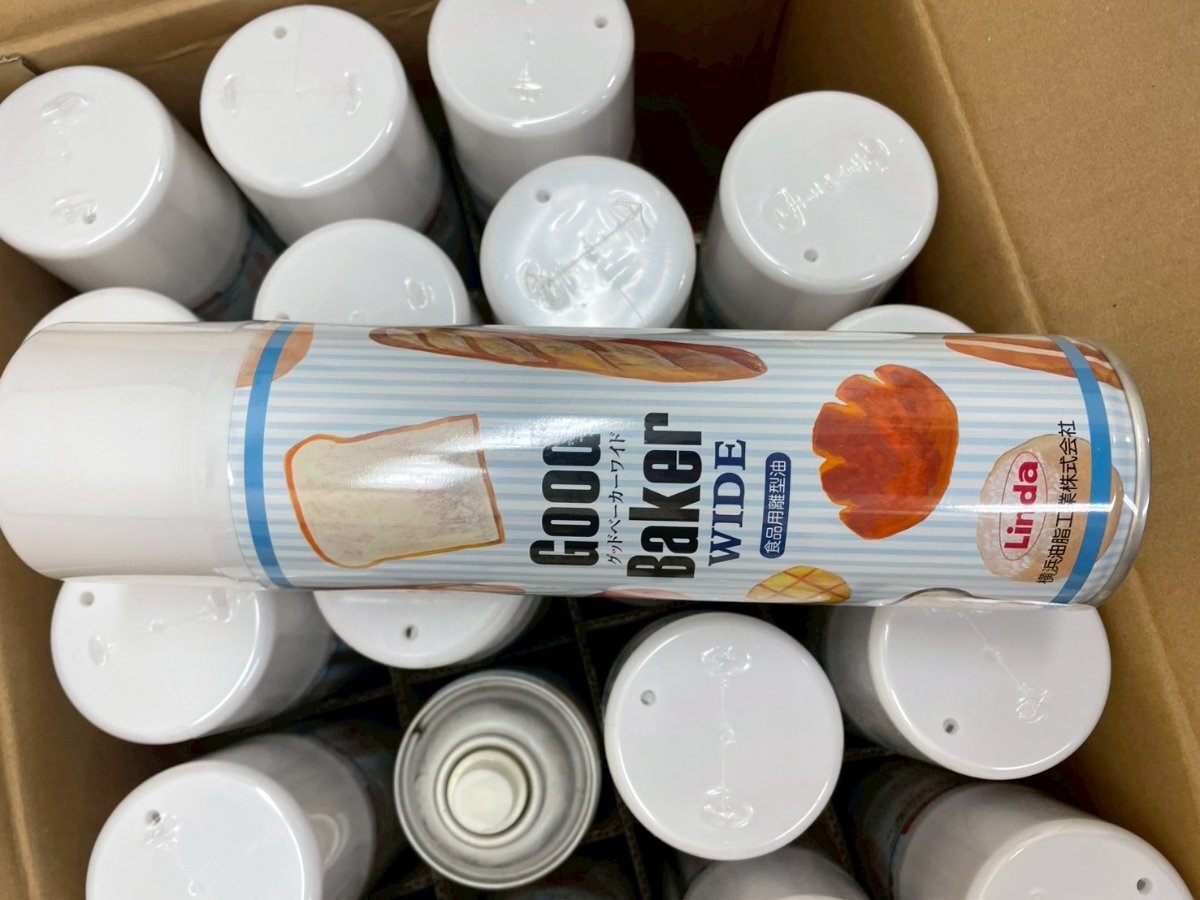 Good
グッドベーカーワイド
Baker
WIDE
食品用離型油
Linda
横浜油脂工業株式会社